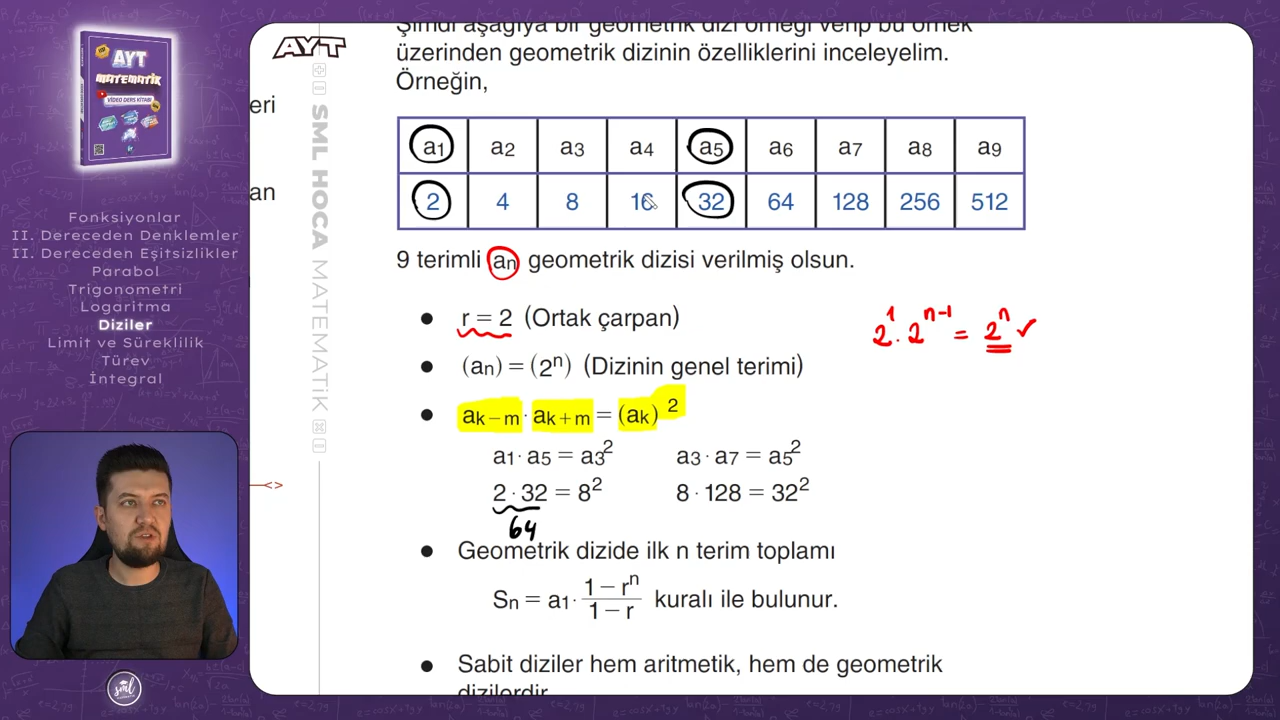 Şimdi aşağıya bir geometrik dizi örneği verip bu örnek
üzerinden geometrik dizinin özelliklerini inceleyelim.
Örneğin,
a1 a2 a3 a4 a5 a6 a7 a8 a9
2 4 8 16 32 64 128 256 512
9 terimli an geometrik dizisi verilmiş olsun.
• r = 2 (Ortak çarpan)
2^1 . 2^n-1 = 2^n ✓
• (an) = (2^n) (Dizinin genel terimi)
• ak−m · ak+m = (ak)^2
a1 · a5 = a3^2 a3 · a7 = a5^2
2 · 32 = 8^2 8 · 128 = 32^2
64
• Geometrik dizide ilk n terim toplamı
Sn = a1 · (1 − r^n)/(1 − r) kuralı ile bulunur.
• Sabit diziler hem aritmetik, hem de geometrik
dizilerdir.
AYT
SML HOCA MATEMATİK
eri
an
AYT
MATEMATİK
VİDEO DERS KİTABI
Fonksiyonlar
II. Dereceden Denklemler
II. Dereceden Eşitsizlikler
Parabol
Trigonometri
Logaritma
Diziler
Limit ve Süreklilik
Türev
İntegral
sml